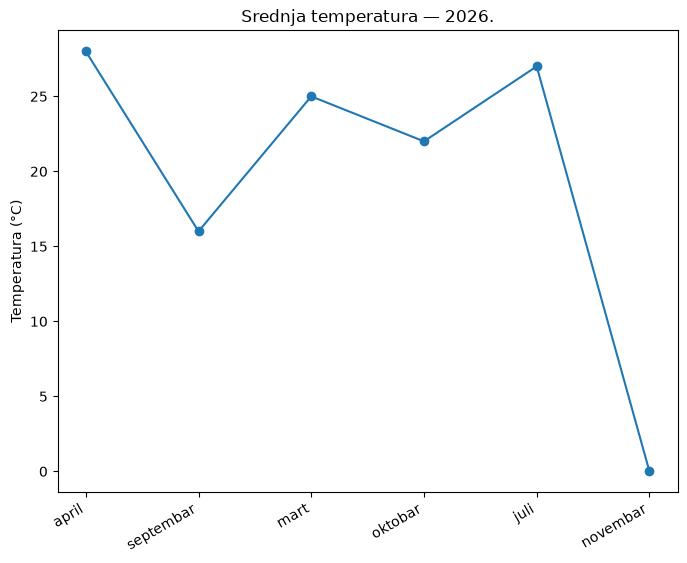 Srednja temperatura — 2026.
Temperatura (°C)
25
20
15
10
5
0
april
septembar
mart
oktobar
juli
novembar